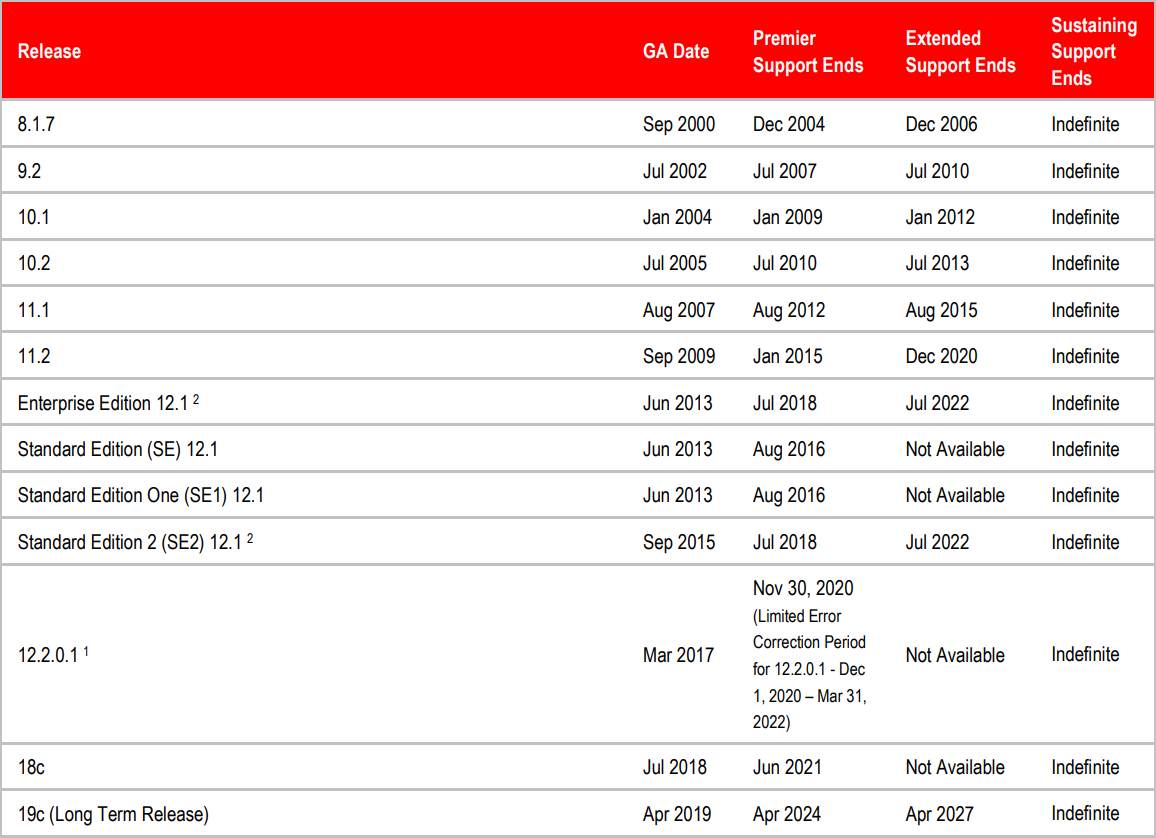 Release GA Date Premier Support Ends Extended Support Ends Sustaining Support Ends
8.1.7 Sep 2000 Dec 2004 Dec 2006 Indefinite
9.2 Jul 2002 Jul 2007 Jul 2010 Indefinite
10.1 Jan 2004 Jan 2009 Jan 2012 Indefinite
10.2 Jul 2005 Jul 2010 Jul 2013 Indefinite
11.1 Aug 2007 Aug 2012 Aug 2015 Indefinite
11.2 Sep 2009 Jan 2015 Dec 2020 Indefinite
Enterprise Edition 12.1 ² Jun 2013 Jul 2018 Jul 2022 Indefinite
Standard Edition (SE) 12.1 Jun 2013 Aug 2016 Not Available Indefinite
Standard Edition One (SE1) 12.1 Jun 2013 Aug 2016 Not Available Indefinite
Standard Edition 2 (SE2) 12.1 ² Sep 2015 Jul 2018 Jul 2022 Indefinite
12.2.0.1 ¹ Mar 2017 Nov 30, 2020
(Limited Error
Correction Period
for 12.2.0.1 - Dec
1, 2020 – Mar 31,
2022) Not Available Indefinite
18c Jul 2018 Jun 2021 Not Available Indefinite
19c (Long Term Release) Apr 2019 Apr 2024 Apr 2027 Indefinite